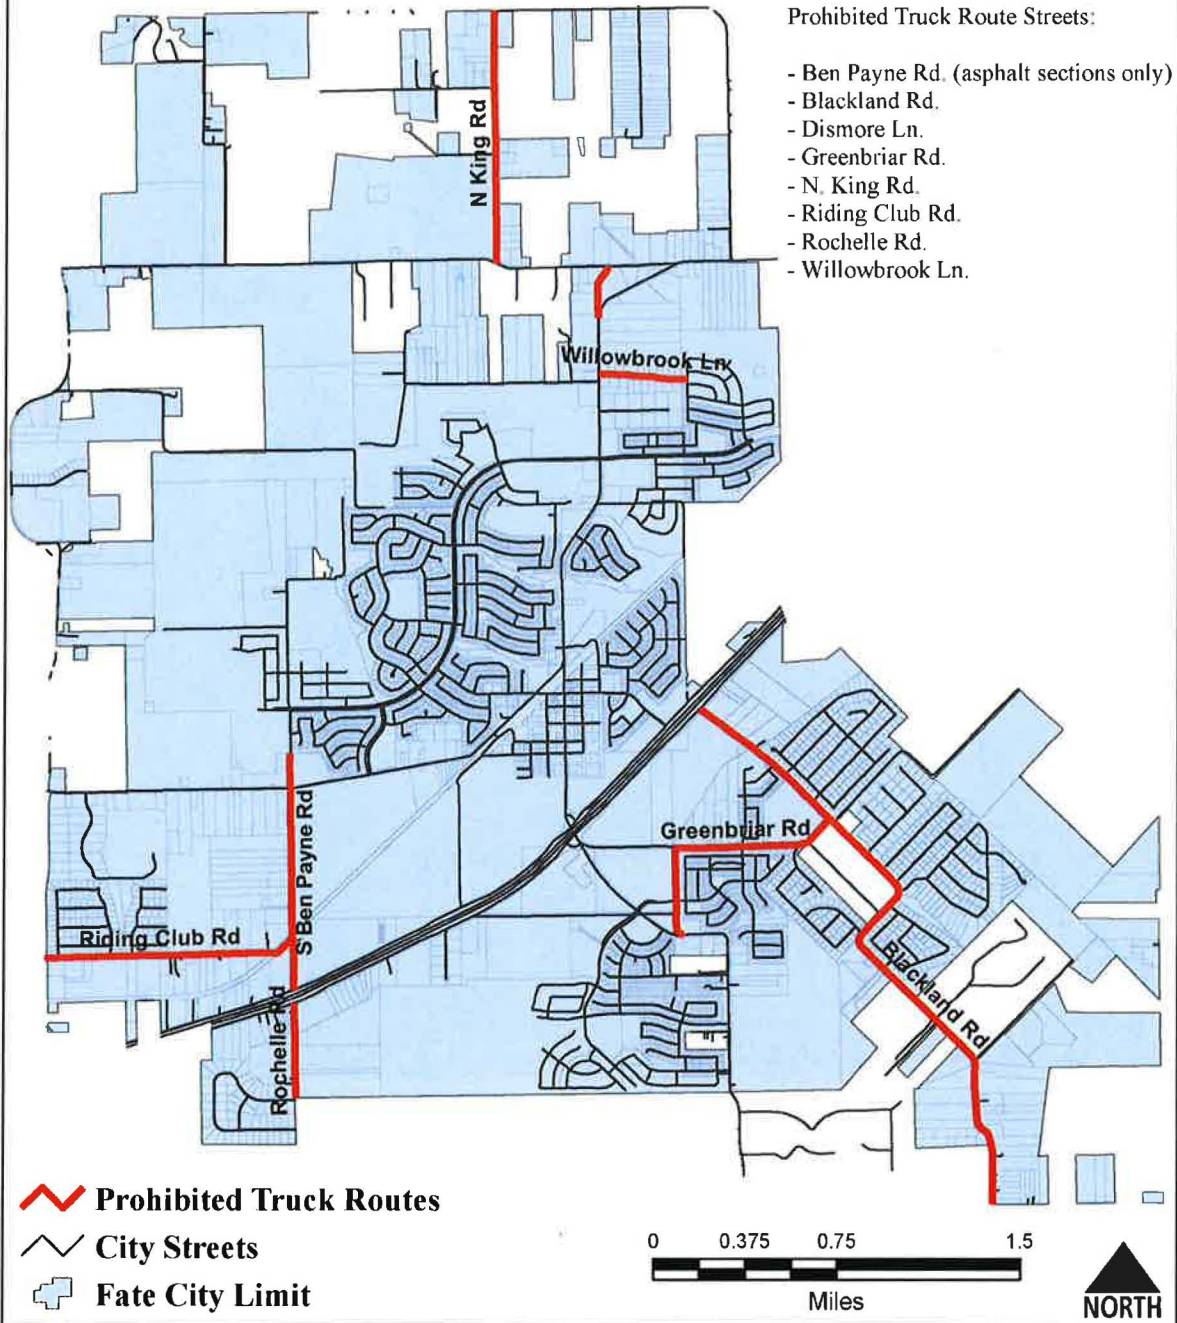 Prohibited Truck Route Streets:
- Ben Payne Rd. (asphalt sections only)
- Blackland Rd.
- Dismore Ln.
- Greenbriar Rd.
- N. King Rd.
- Riding Club Rd.
- Rochelle Rd.
- Willowbrook Ln.
N King Rd
Willowbrook Ln
Greenbriar Rd
S Ben Payne Rd
Riding Club Rd
Blackland Rd
Rochelle Rd
Prohibited Truck Routes
City Streets
Fate City Limit
0 0.375 0.75 1.5
Miles
NORTH